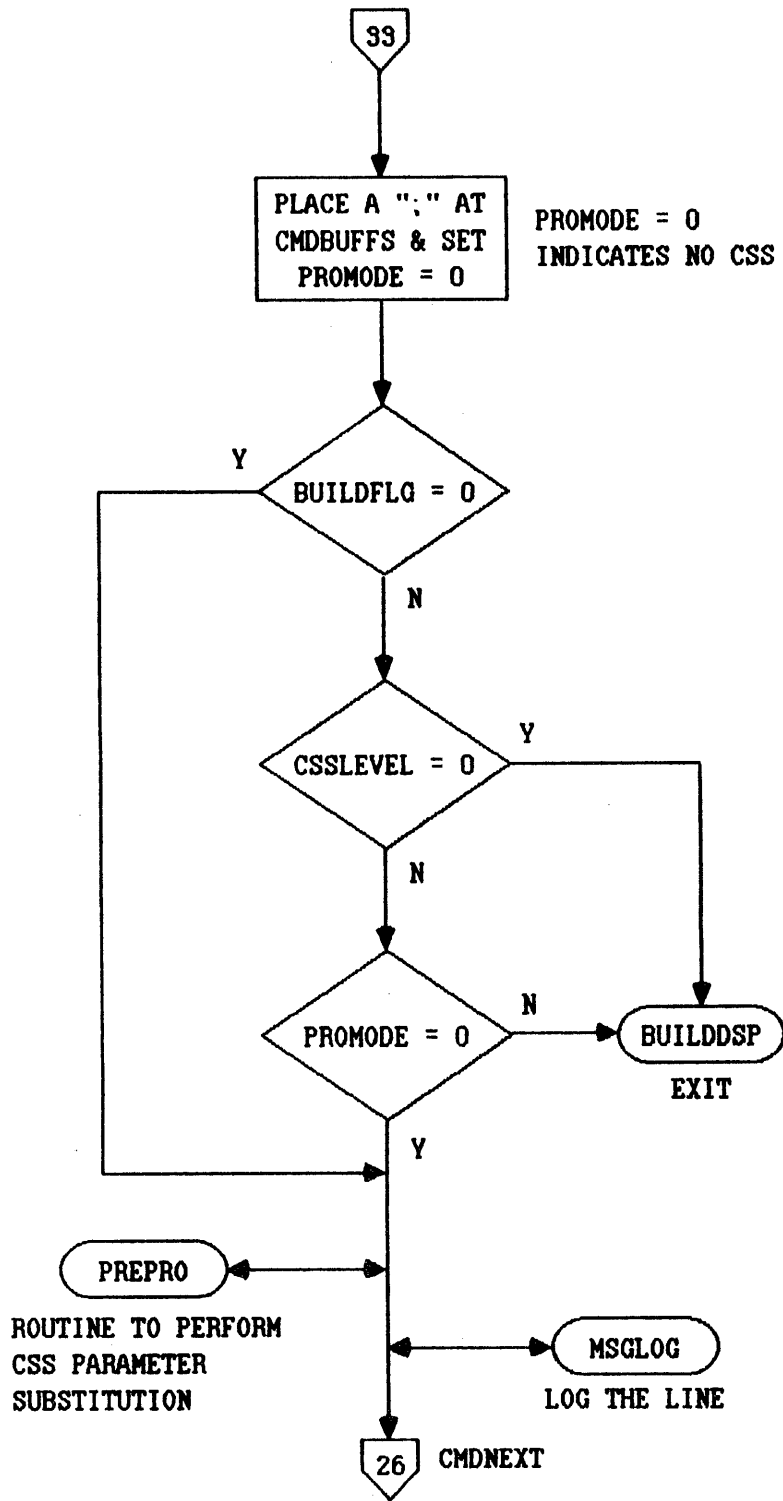 33
PLACE A ";" AT
CMDBUFFS & SET
PROMODE = 0
PROMODE = 0
INDICATES NO CSS
Y
BUILDFLG = 0
N
CSSLEVEL = 0
Y
N
PROMODE = 0
N
BUILDDSP
EXIT
Y
PREPRO
ROUTINE TO PERFORM
CSS PARAMETER
SUBSTITUTION
MSGLOG
LOG THE LINE
26
CMDNEXT